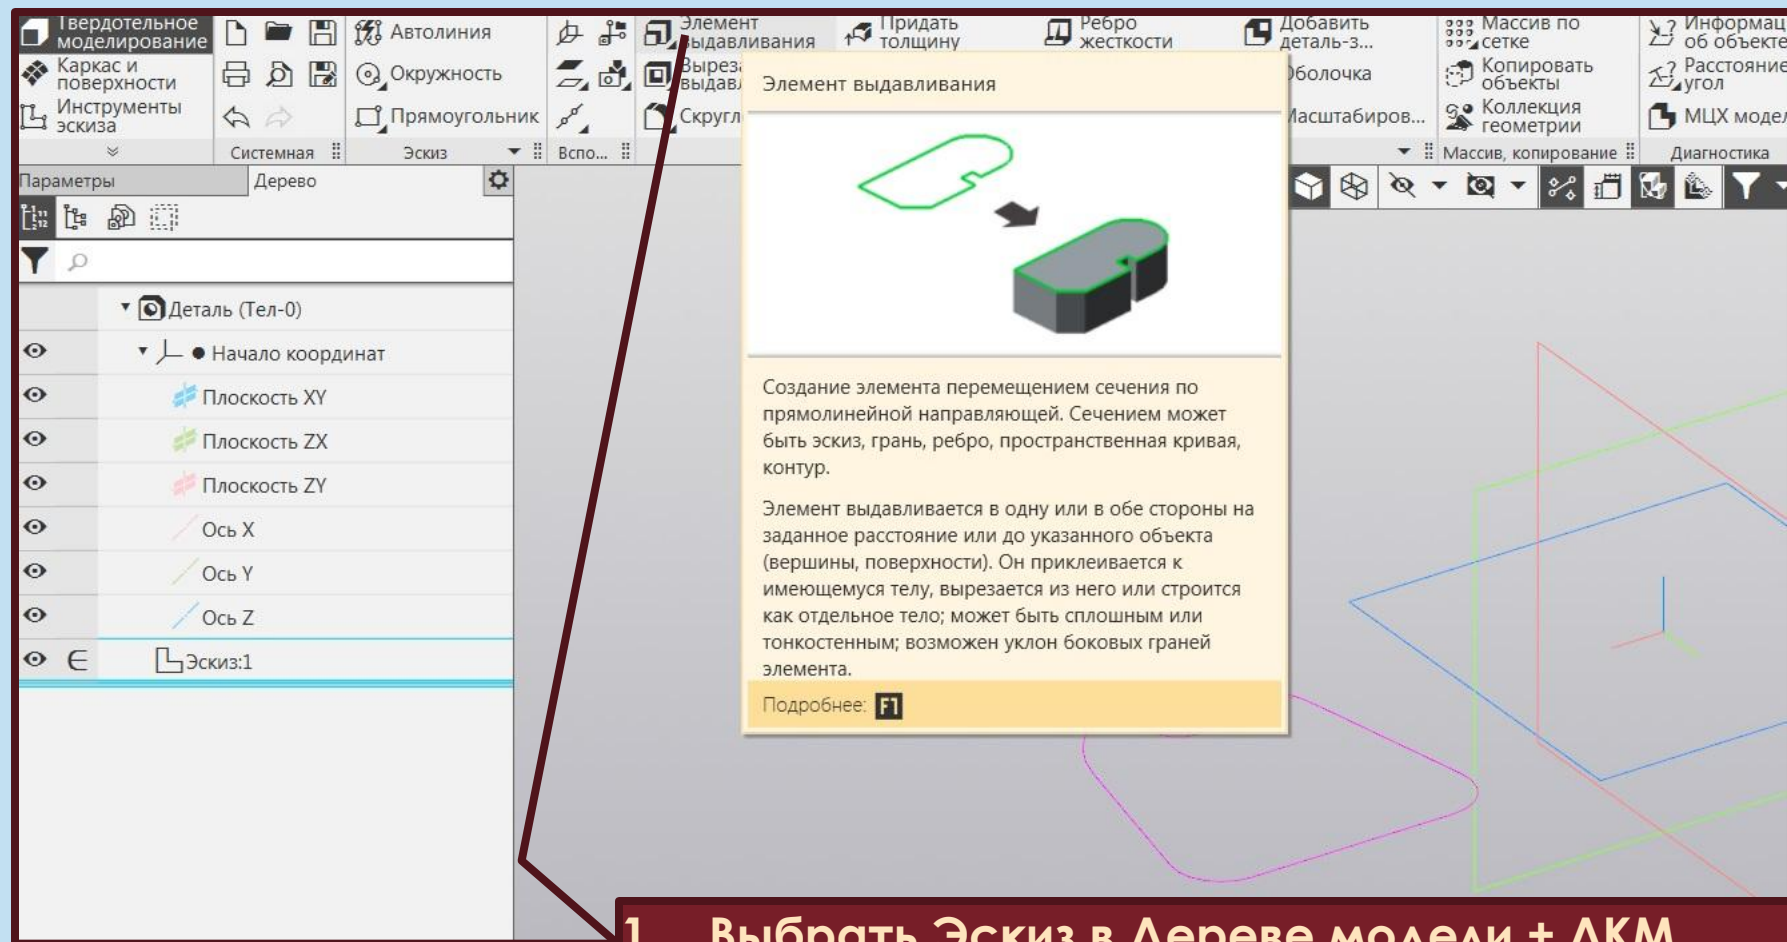 Твердотельное
моделирование
Каркас и
поверхности
Инструменты
эскиза
Системная
Автолиния
Окружность
Прямоугольник
Эскиз
Вспо...
Элемент
выдавливания
Придать
толщину
Ребро
жесткости
Добавить
деталь-з...
Оболочка
Масштабиров...
Массив по
сетке
Копировать
объекты
Коллекция
геометрии
Массив, копирование
Информац
об объекте
Расстояние
угол
МЦХ модел
Диагностика
Параметры
Дерево
Деталь (Тел-0)
Начало координат
Плоскость XY
Плоскость ZX
Плоскость ZY
Ось X
Ось Y
Ось Z
Эскиз:1
Элемент выдавливания
Создание элемента перемещением сечения по
прямолинейной направляющей. Сечением может
быть эскиз, грань, ребро, пространственная кривая,
контур.
Элемент выдавливается в одну или в обе стороны на
заданное расстояние или до указанного объекта
(вершины, поверхности). Он приклеивается к
имеющемуся телу, вырезается из него или строится
как отдельное тело; может быть сплошным или
тонкостенным; возможен уклон боковых граней
элемента.
Подробнее: F1
1 Выбрать Эскиз в Дереве модели + ЛКМ